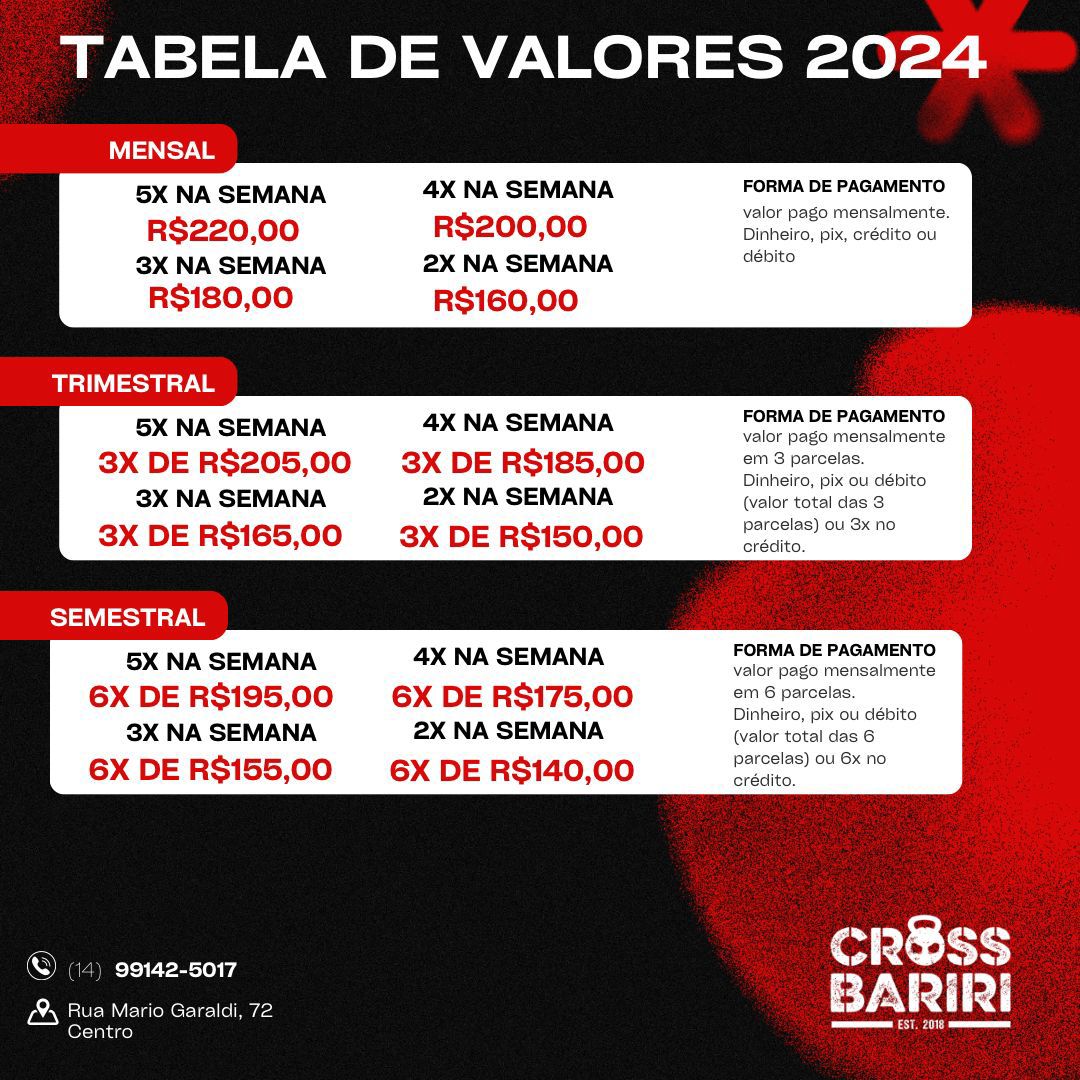 TABELA DE VALORES 2024
MENSAL
5X NA SEMANA
R$220,00
3X NA SEMANA
R$180,00
4X NA SEMANA
R$200,00
2X NA SEMANA
R$160,00
FORMA DE PAGAMENTO
valor pago mensalmente.
Dinheiro, pix, crédito ou
débito
TRIMESTRAL
5X NA SEMANA
3X DE R$205,00
3X NA SEMANA
3X DE R$165,00
4X NA SEMANA
3X DE R$185,00
2X NA SEMANA
3X DE R$150,00
FORMA DE PAGAMENTO
valor pago mensalmente
em 3 parcelas.
Dinheiro, pix ou débito
(valor total das 3
parcelas) ou 3x no
crédito.
SEMESTRAL
5X NA SEMANA
6X DE R$195,00
3X NA SEMANA
6X DE R$155,00
4X NA SEMANA
6X DE R$175,00
2X NA SEMANA
6X DE R$140,00
FORMA DE PAGAMENTO
valor pago mensalmente
em 6 parcelas.
Dinheiro, pix ou débito
(valor total das 6
parcelas) ou 6x no
crédito.
(14) 99142-5017
Rua Mario Garaldi, 72
Centro
CROSS
BARIRI
EST. 2018